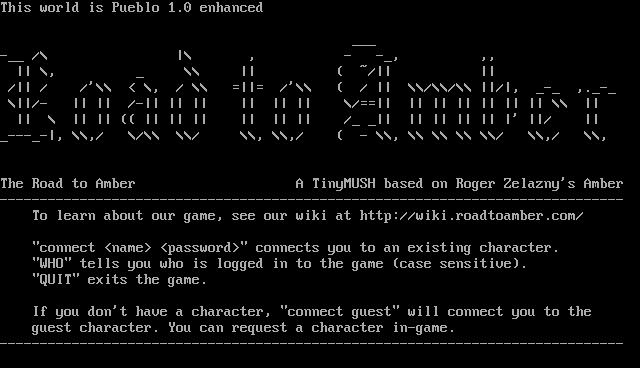 This world is Pueblo 1.0 enhanced
Road to Amber
The Road to Amber A TinyMUSH based on Roger Zelazny's Amber
To learn about our game, see our wiki at http://wiki.roadtoamber.com/
"connect <name> <password>" connects you to an existing character.
"WHO" tells you who is logged in to the game (case sensitive).
"QUIT" exits the game.
If you don't have a character, "connect guest" will connect you to the
guest character. You can request a character in-game.